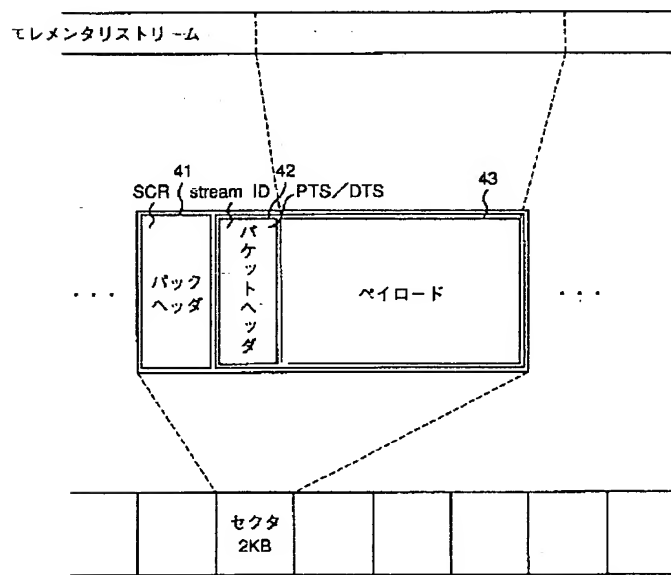 エレメンタリストリーム
41
42
43
SCR stream ID PTS/DTS
パック
ヘッダ
パケットヘッダ
ペイロード
...
...
セクタ
2KB